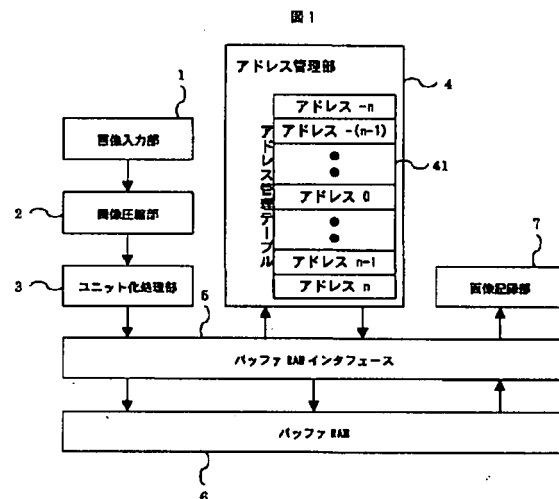 図1
アドレス管理部
4
1
画像入力部
2
画像圧縮部
3
ユニット化処理部
アドレス管理テーブル
アドレス -n
アドレス -(n-1)
アドレス 0
アドレス n-1
アドレス n
41
7
画像記録部
5
バッファRAMインタフェース
バッファRAM
6